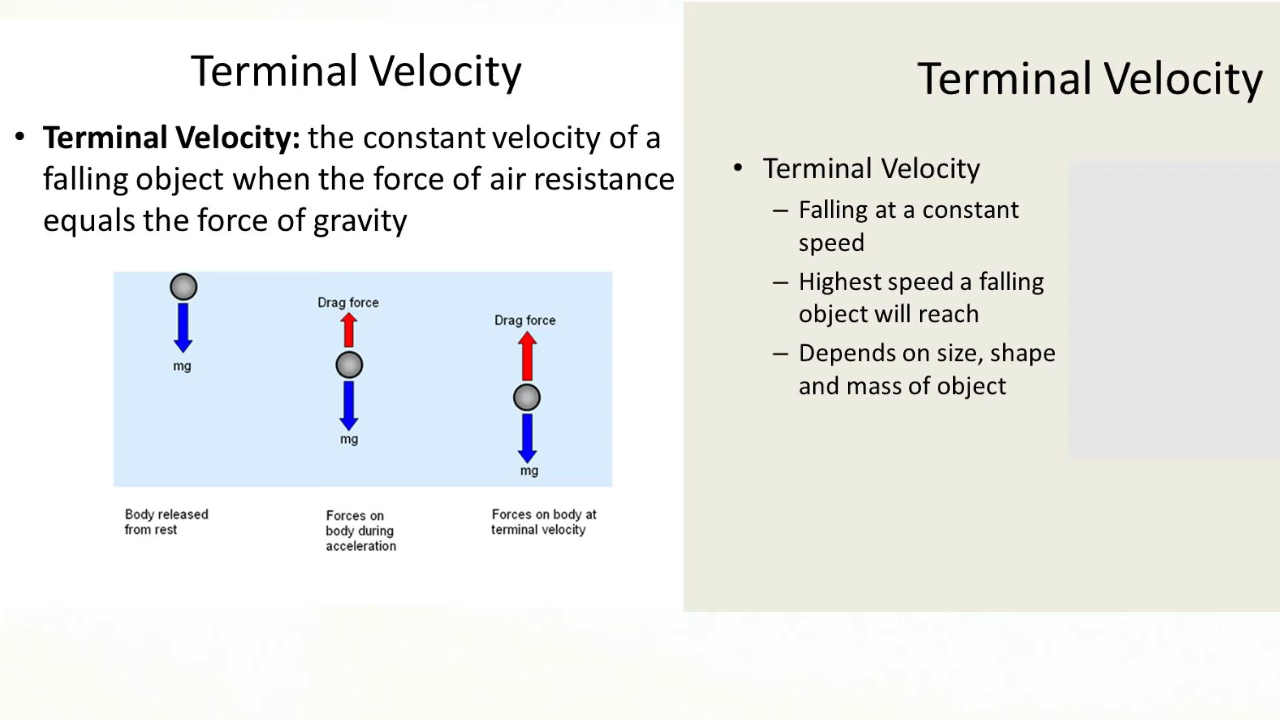 Terminal Velocity
• Terminal Velocity: the constant velocity of a
falling object when the force of air resistance
equals the force of gravity
mg
Drag force
mg
Drag force
mg
Body released
from rest
Forces on
body during
acceleration
Forces on body at
terminal velocity
Terminal Velocity
• Terminal Velocity
– Falling at a constant
speed
– Highest speed a falling
object will reach
– Depends on size, shape
and mass of object